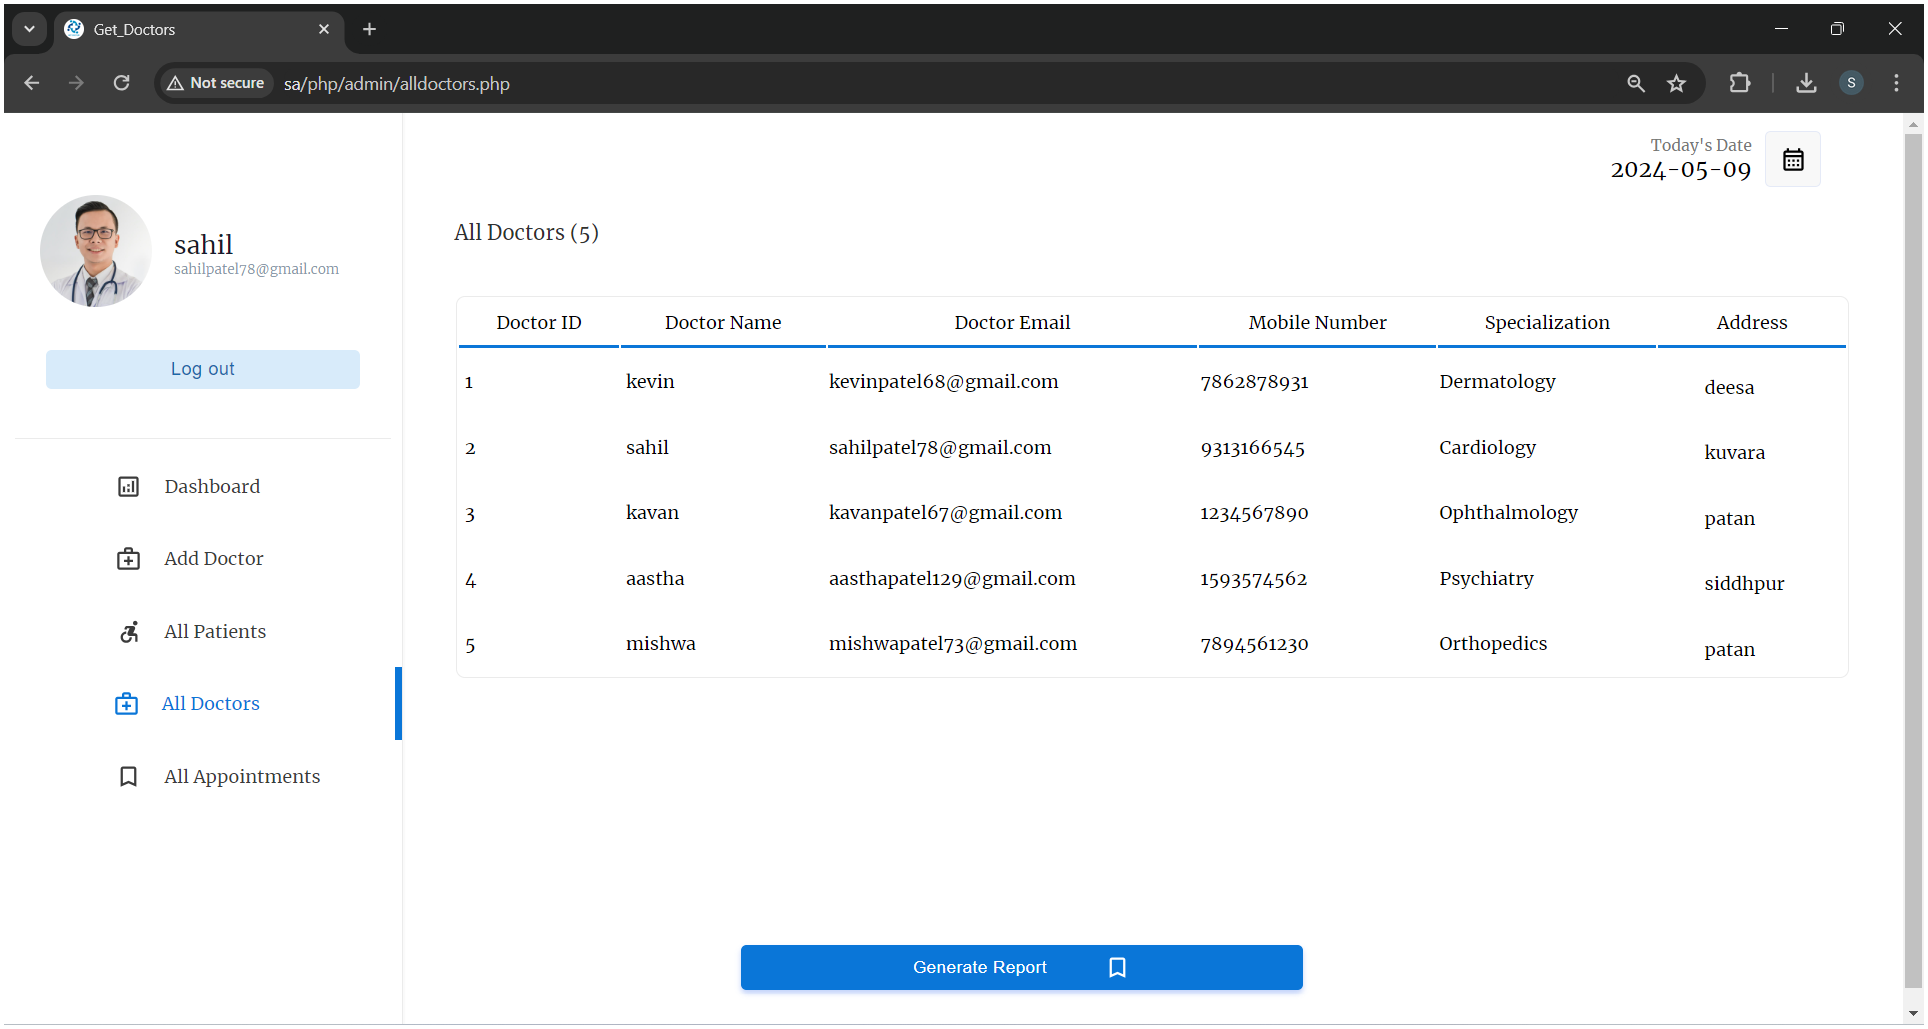 Get_Doctors
Not secure sa/php/admin/alldoctors.php S
Today's Date
2024-05-09
sahil
sahilpatel78@gmail.com
Log out
Dashboard
Add Doctor
All Patients
All Doctors
All Appointments
All Doctors (5)
Doctor ID Doctor Name Doctor Email Mobile Number Specialization Address
1 kevin kevinpatel68@gmail.com 7862878931 Dermatology deesa
2 sahil sahilpatel78@gmail.com 9313166545 Cardiology kuvara
3 kavan kavanpatel67@gmail.com 1234567890 Ophthalmology patan
4 aastha aasthapatel129@gmail.com 1593574562 Psychiatry siddhpur
5 mishwa mishwapatel73@gmail.com 7894561230 Orthopedics patan
Generate Report